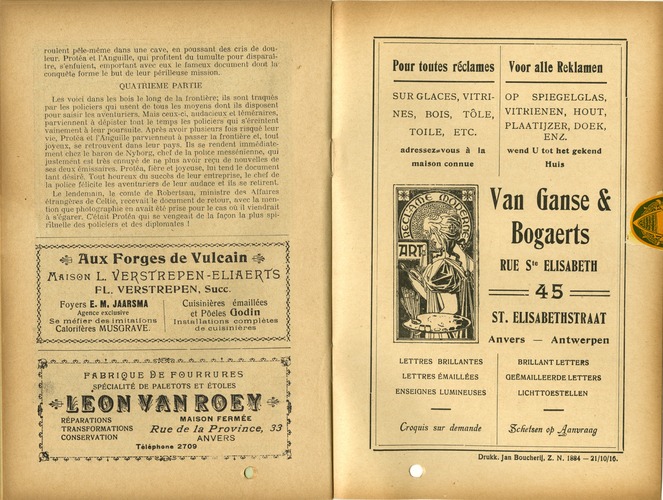 roulent pêle-mêle dans une cave, en poussant des cris de dou-
leur. Protéa et l'Anguille, qui profitent du tumulte pour disparaî-
tre, s'enfuient, emportant avec eux le fameux document dont la
conquête forme le but de leur périlleuse mission.
QUATRIEME PARTIE
Les voici dans les bois le long de la frontière; ils sont traqués
par les policiers qui usent de tous les moyens dont ils disposent
pour saisir les aventuriers. Mais ceux-ci, audacieux et téméraires,
parviennent à dépister tout le temps les policiers qui s'éreintent
vainement à leur poursuite. Après avoir plusieurs fois risqué leur
vie, Protéa et l'Anguille parviennent à passer la frontière et, tout
joyeux, se retrouvent dans leur pays. Ils se rendent immédiate-
ment chez le baron de Nyborg, chef de la police messénienne, qui
justement est très ennuyé de ne plus avoir reçu de nouvelles de
ses deux émissaires. Protéa, fière et joyeuse, lui tend le document
tant désiré. Tout heureux du succès de leur entreprise, le chef de
la police félicite les aventuriers de leur audace et ils se retirent.
Le lendemain, le comte de Robertsau, ministre des Affaires
étrangères de Celtie, recevait le document de retour, avec la men-
tion que photographie en avait été prise pour le cas où il viendrait
à s'égarer. C'était Protéa qui se vengeait de la façon la plus spi-
rituelle des policiers et des diplomates !
Aux Forges de Vulcain
MAISON L. VERSTREPEN-ELIAERTS
FL. VERSTREPEN, Succ.
Foyers E. M. JAARSMA
Agence exclusive
Se méfier des imitations
Calorifères MUSGRAVE.
Cuisinières émaillées
et Pôeles Godin
Installations complètes
de cuisinières
FABRIQUE DE FOURRURES
SPÉCIALITÉ DE PALETOTS ET ÉTOLES
LEON VAN ROEY
RÉPARATIONS
TRANSFORMATIONS
CONSERVATION
MAISON FERMÉE
Rue de la Province, 33
ANVERS
Téléphone 2709
Pour toutes réclames
SUR GLACES, VITRI-
NES, BOIS, TÔLE,
TOILE, ETC.
adressez-vous à la
maison connue
Voor alle Reklamen
OP SPIEGELGLAS,
VITRIENEN, HOUT,
PLAATIJZER, DOEK,
ENZ.
wend U tot het gekend
Huis
RECLAME MODERNE
ART
Van Ganse &
Bogaerts
RUE Ste ELISABETH
45
ST. ELISABETHSTRAAT
Anvers — Antwerpen
LETTRES BRILLANTES
LETTRES ÉMAILLÉES
ENSEIGNES LUMINEUSES
Croquis sur demande
BRILLANT LETTERS
GEËMAILLEERDE LETTERS
LICHTTOESTELLEN
Schetsen op Aanvraag
Drukk. Jan Boucherij, Z. N. 1884 — 21/10/16.